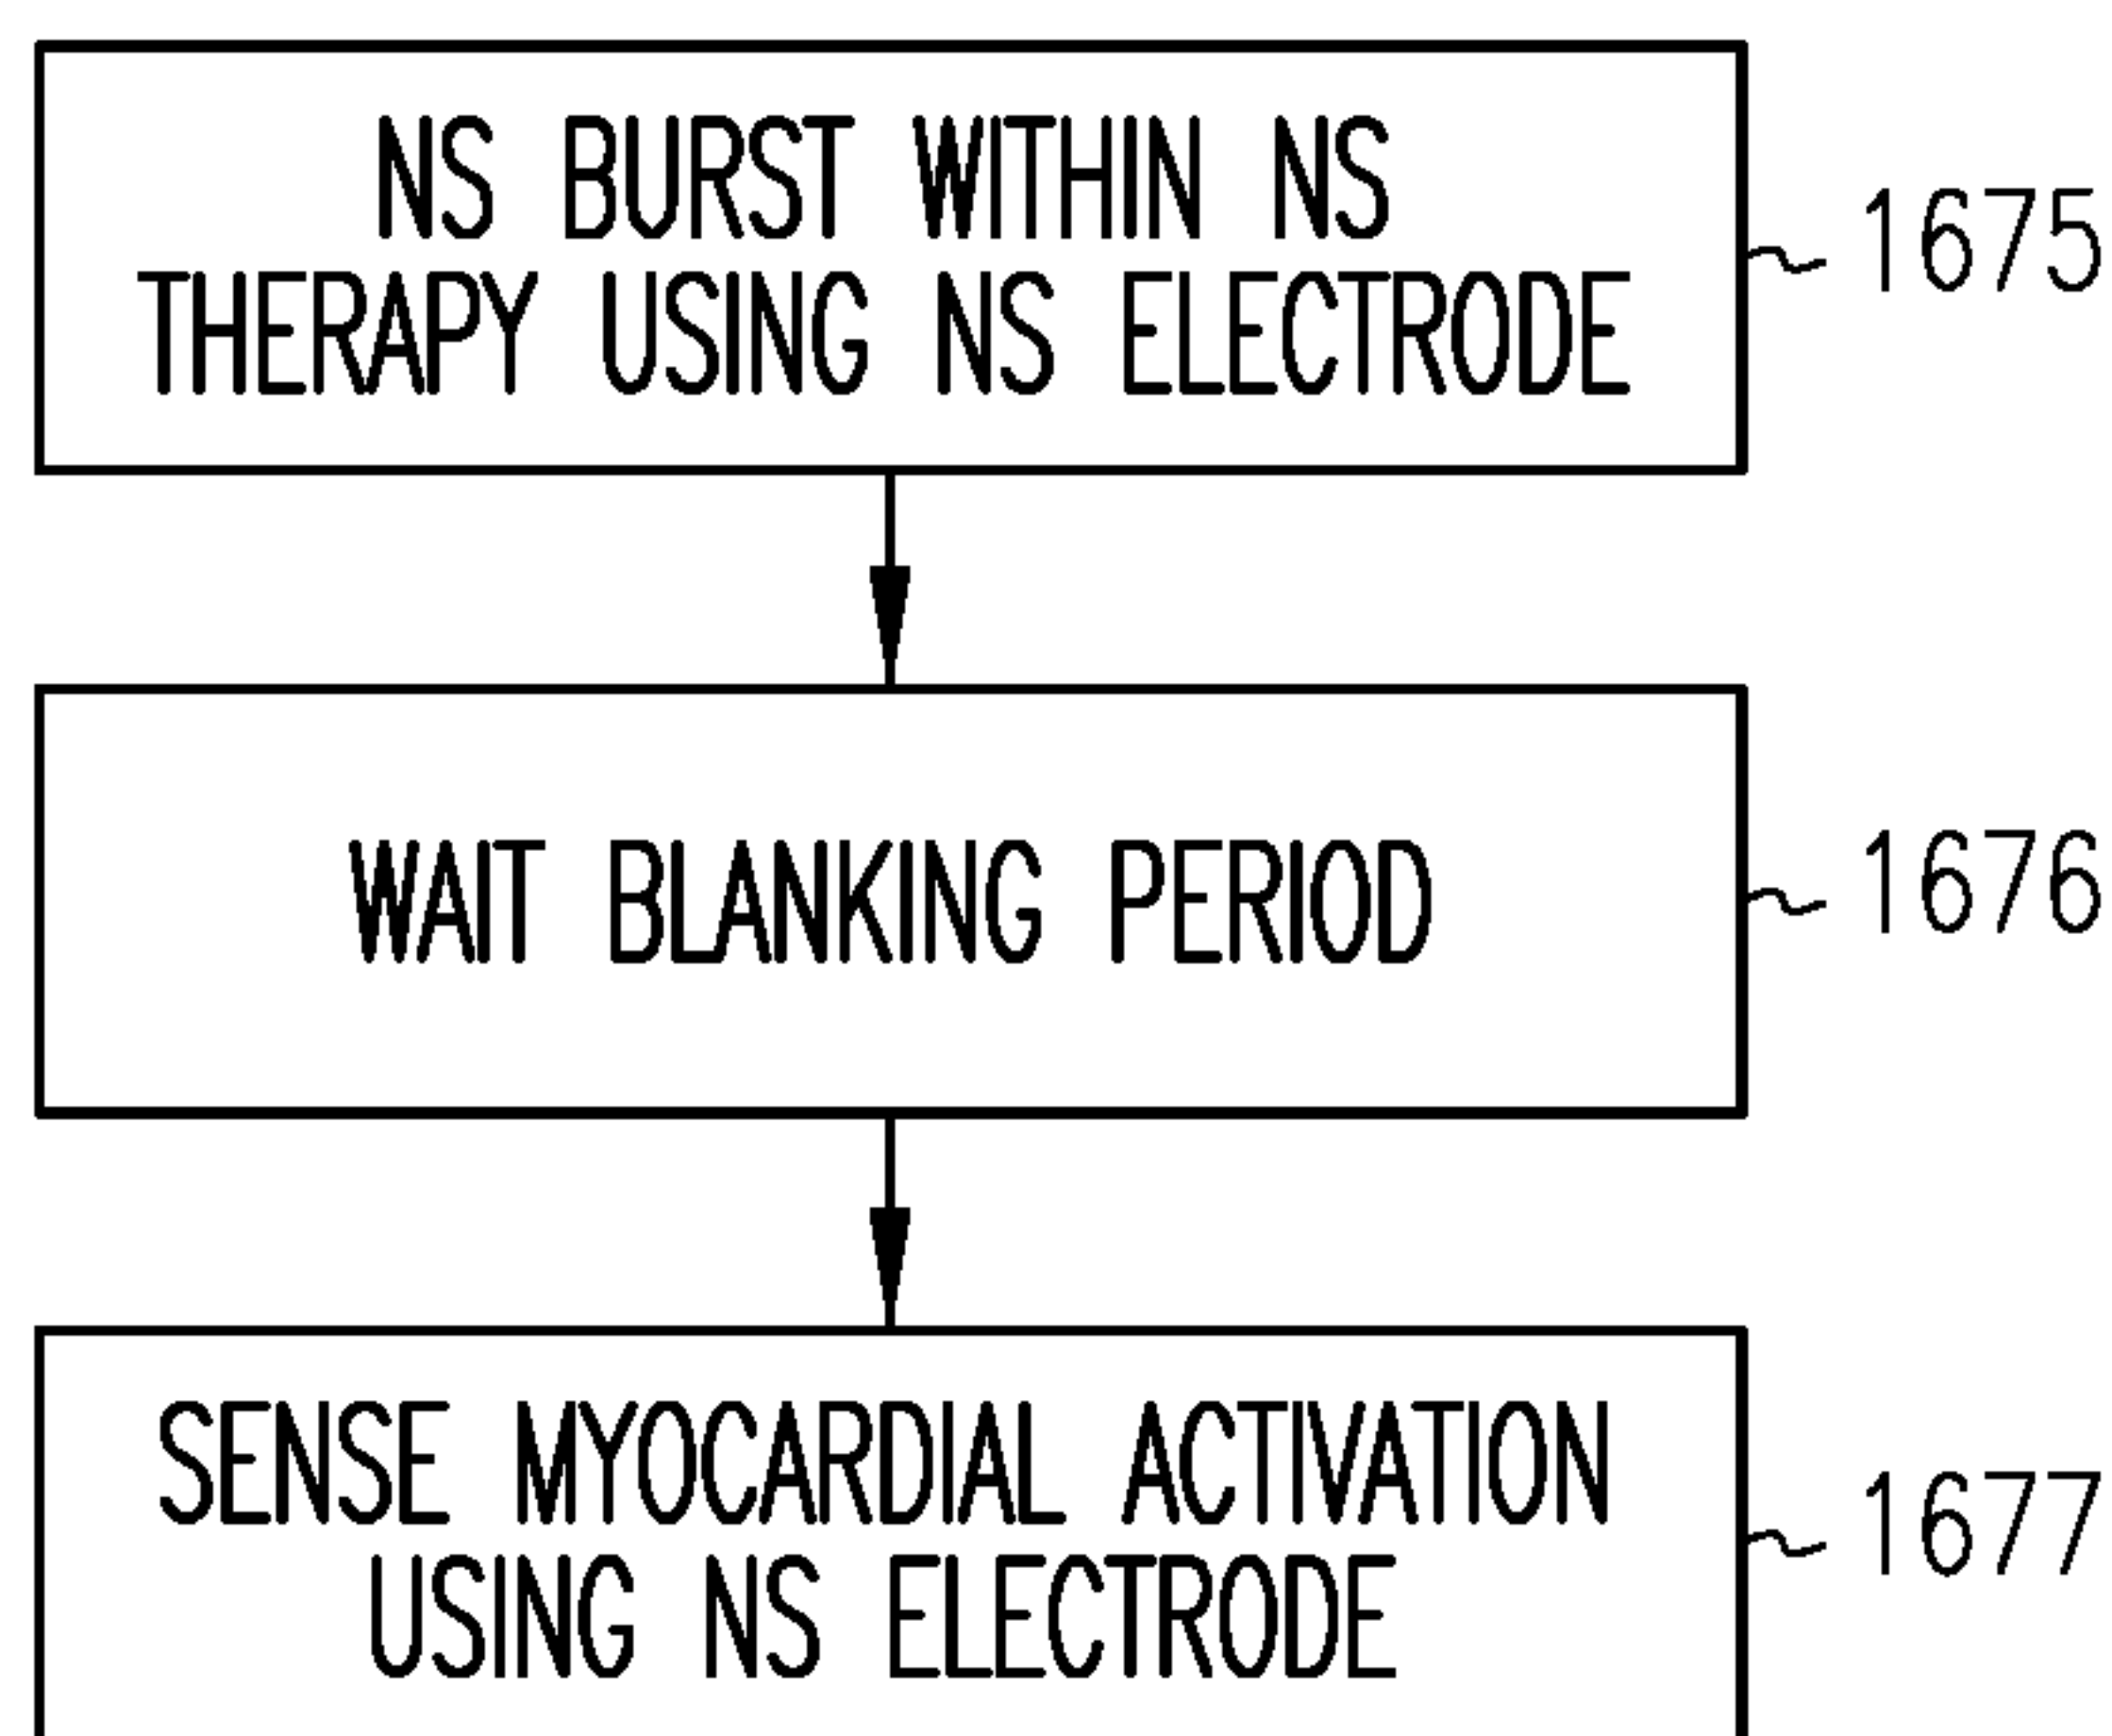 NS BURST WITHIN NS
THERAPY USING NS ELECTRODE
1675
WAIT BLANKING PERIOD
1676
SENSE MYOCARDIAL ACTIVATION
USING NS ELECTRODE
1677